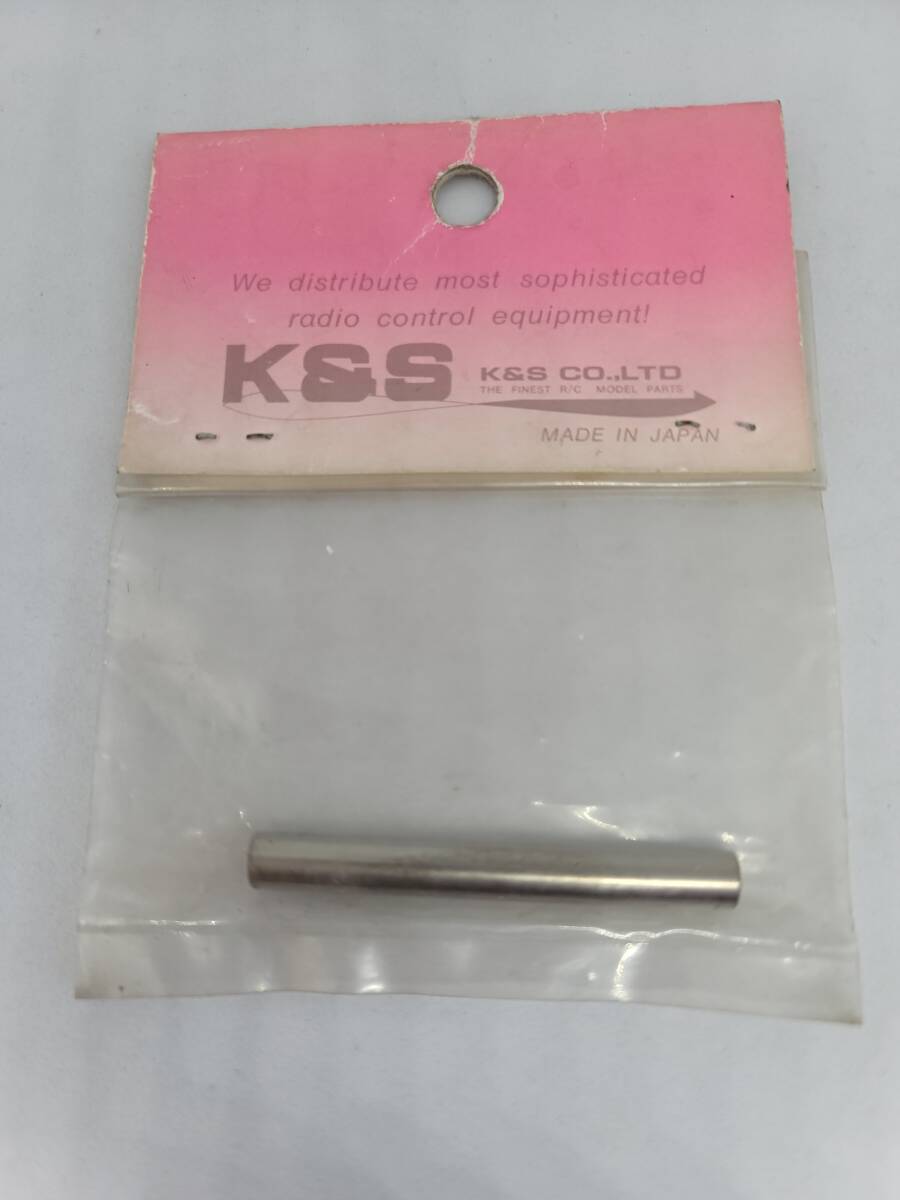 We distribute most sophisticated
radio control equipment!
K&S
K&S CO.,LTD
THE FINEST R/C MODEL PARTS
MADE IN JAPAN